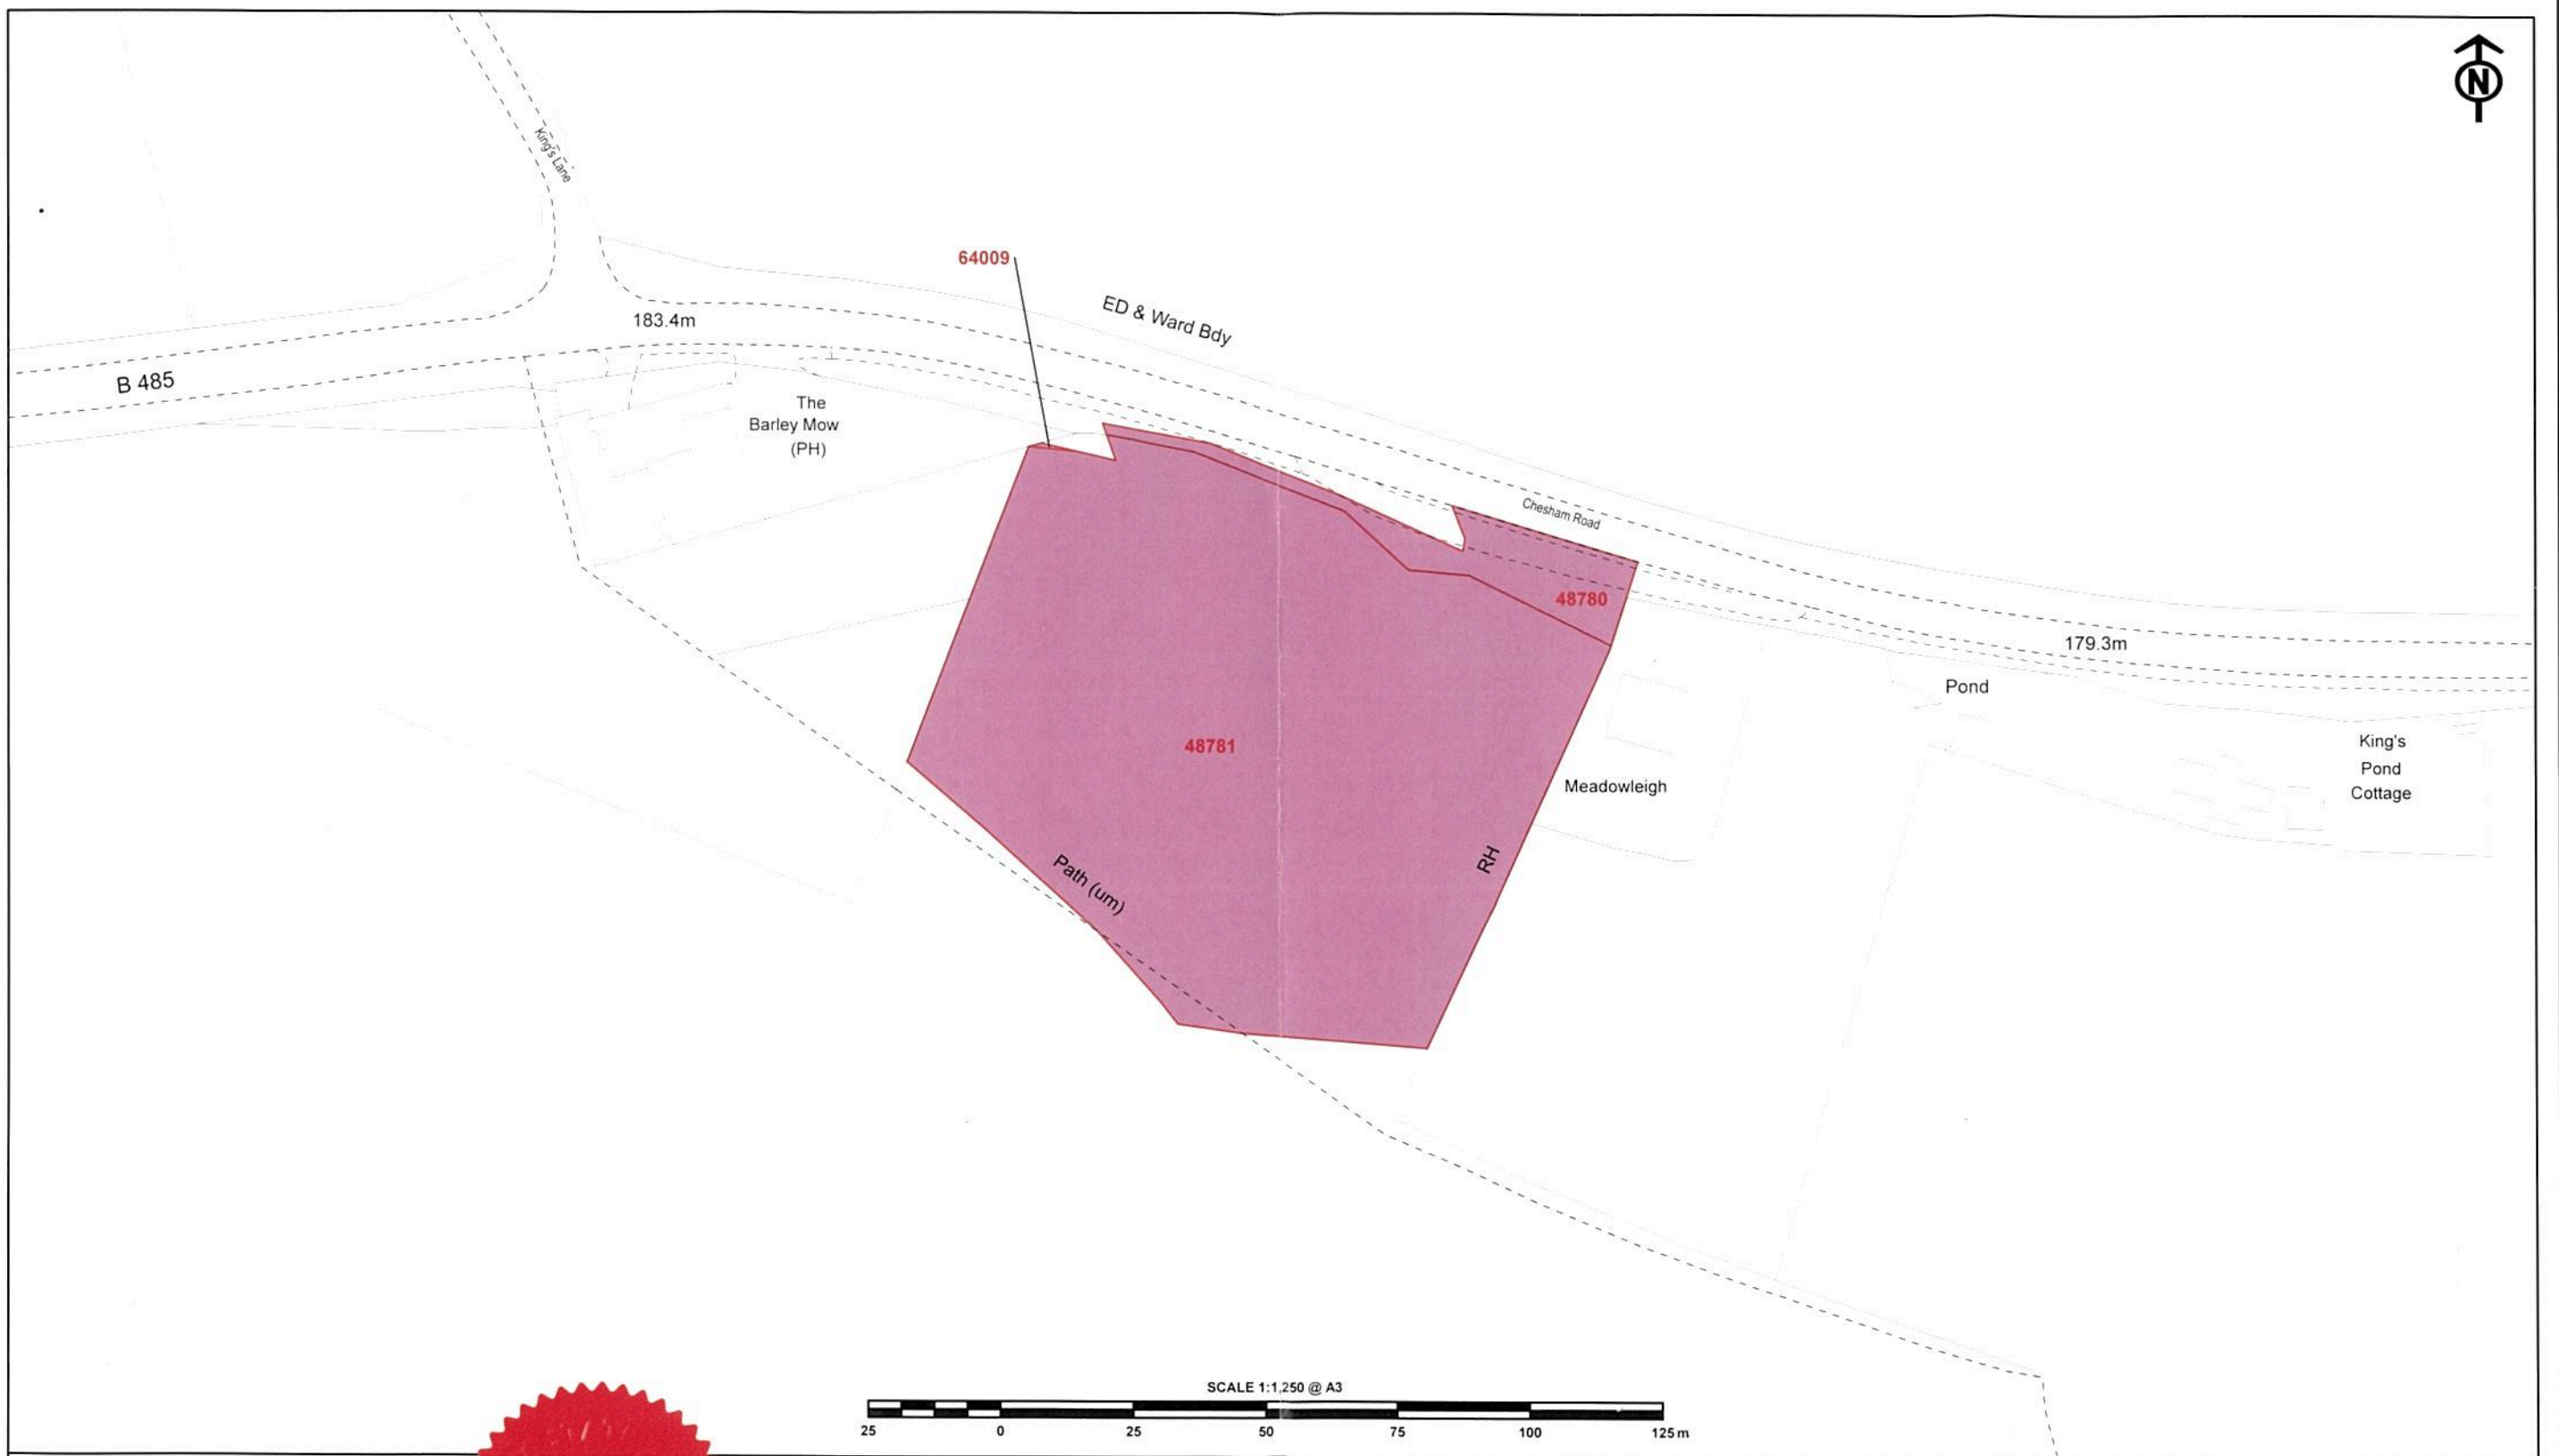 N
King's Lane
64009
ED & Ward Bdy
183.4m
B 485
The
Barley Mow
(PH)
Chesham Road
48780
179.3m
Pond
48781
King's
Pond
Cottage
Meadowleigh
RH
Path (um)
SCALE 1:1,250 @ A3
25 0 25 50 75 100 125 m